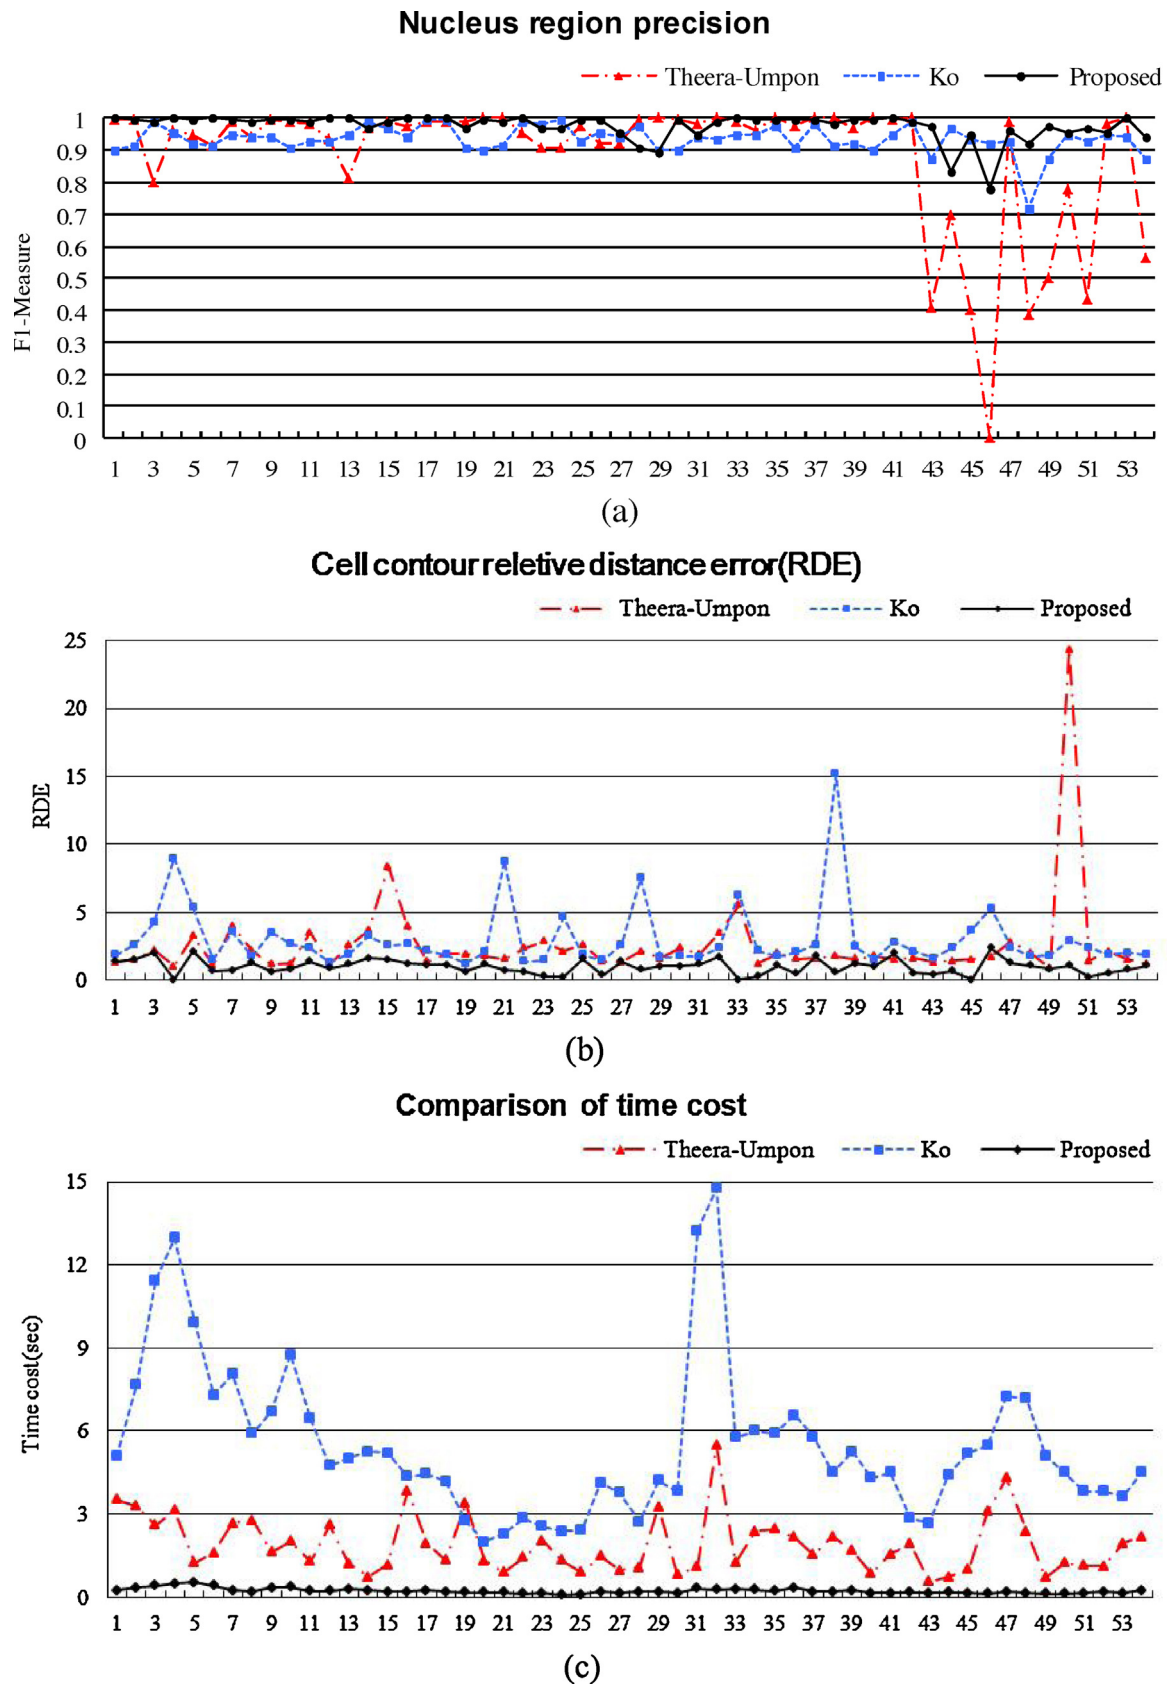 Nucleus region precision
Theera-Umpon Ko Proposed
F1-Measure
1
0.9
0.8
0.7
0.6
0.5
0.4
0.3
0.2
0.1
0
1 3 5 7 9 11 13 15 17 19 21 23 25 27 29 31 33 35 37 39 41 43 45 47 49 51 53
(a)
Cell contour reletive distance error(RDE)
Theera-Umpon Ko Proposed
RDE
25
20
15
10
5
0
1 3 5 7 9 11 13 15 17 19 21 23 25 27 29 31 33 35 37 39 41 43 45 47 49 51 53
(b)
Comparison of time cost
Theera-Umpon Ko Proposed
Time cost(sec)
15
12
9
6
3
0
1 3 5 7 9 11 13 15 17 19 21 23 25 27 29 31 33 35 37 39 41 43 45 47 49 51 53
(c)